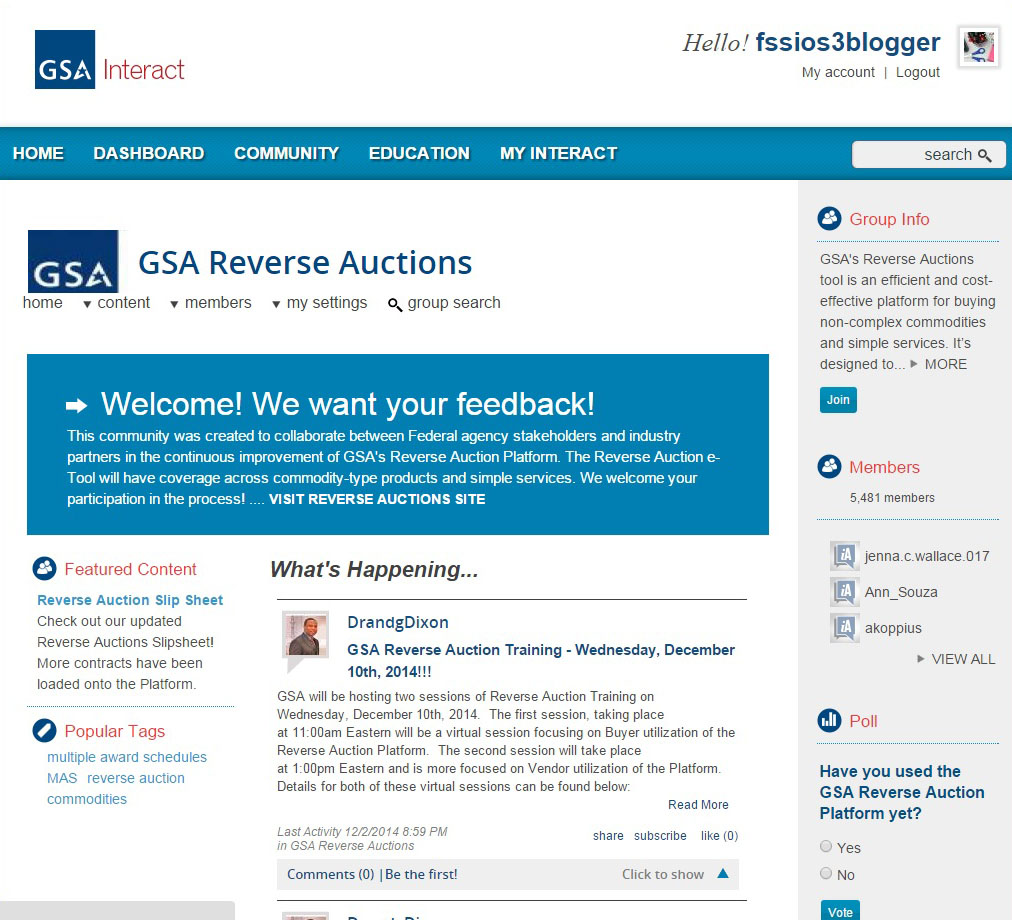 GSA Interact
Hello! fssios3blogger
My account | Logout
HOME DASHBOARD COMMUNITY EDUCATION MY INTERACT
search
GSA
GSA Reverse Auctions
home content members my settings group search
Welcome! We want your feedback!
This community was created to collaborate between Federal agency stakeholders and industry
partners in the continuous improvement of GSA's Reverse Auction Platform. The Reverse Auction e-
Tool will have coverage across commodity-type products and simple services. We welcome your
participation in the process! .... VISIT REVERSE AUCTIONS SITE
Featured Content
Reverse Auction Slip Sheet
Check out our updated
Reverse Auctions Slipsheet!
More contracts have been
loaded onto the Platform.
Popular Tags
multiple award schedules
MAS reverse auction
commodities
What's Happening...
DrandgDixon
GSA Reverse Auction Training - Wednesday, December
10th, 2014!!!
GSA will be hosting two sessions of Reverse Auction Training on
Wednesday, December 10th, 2014. The first session, taking place
at 11:00am Eastern will be a virtual session focusing on Buyer utilization of the
Reverse Auction Platform. The second session will take place
at 1:00pm Eastern and is more focused on Vendor utilization of the Platform.
Details for both of these virtual sessions can be found below:
Read More
Last Activity 12/2/2014 8:59 PM
in GSA Reverse Auctions
share subscribe like (0)
Comments (0) |Be the first! Click to show
Group Info
GSA's Reverse Auctions
tool is an efficient and cost-
effective platform for buying
non-complex commodities
and simple services. It's
designed to... MORE
Join
Members
5,481 members
iA jenna.c.wallace.017
iA Ann_Souza
iA akoppius
VIEW ALL
Poll
Have you used the
GSA Reverse Auction
Platform yet?
Yes
No
Vote